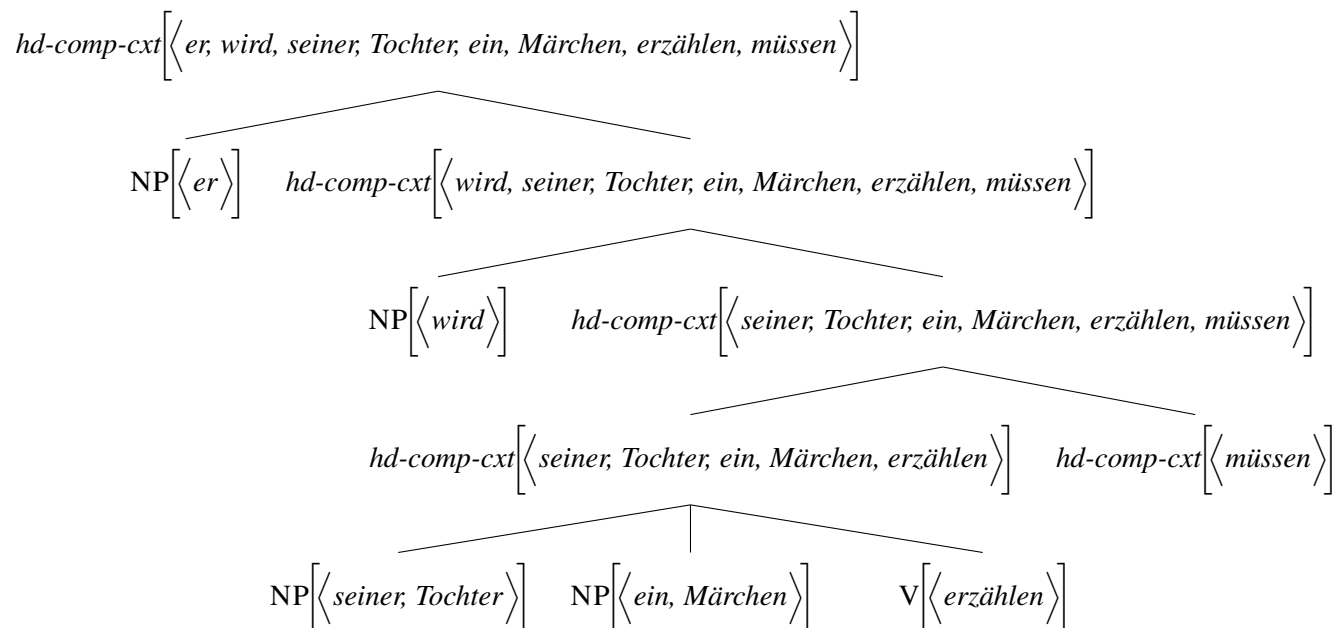 hd-comp-cxt[⟨er, wird, seiner, Tochter, ein, Märchen, erzählen, müssen⟩]
NP[⟨er⟩] hd-comp-cxt[⟨wird, seiner, Tochter, ein, Märchen, erzählen, müssen⟩]
NP[⟨wird⟩] hd-comp-cxt[⟨seiner, Tochter, ein, Märchen, erzählen, müssen⟩]
hd-comp-cxt[⟨seiner, Tochter, ein, Märchen, erzählen⟩] hd-comp-cxt[⟨müssen⟩]
NP[⟨seiner, Tochter⟩] NP[⟨ein, Märchen⟩] V[⟨erzählen⟩]